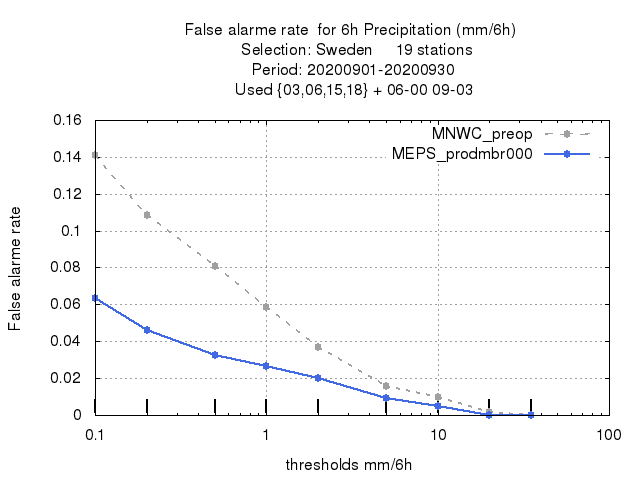 False alarme rate  for 6h Precipitation (mm/6h)
Selection: Sweden     19 stations
Period: 20200901-20200930
Used {03,06,15,18} + 06-00 09-03
MNWC_preop
MEPS_prodmbr000
0.16
0.14
0.12
0.1
0.08
0.06
0.04
0.02
0
False alarme rate
0.1
1
10
100
thresholds mm/6h